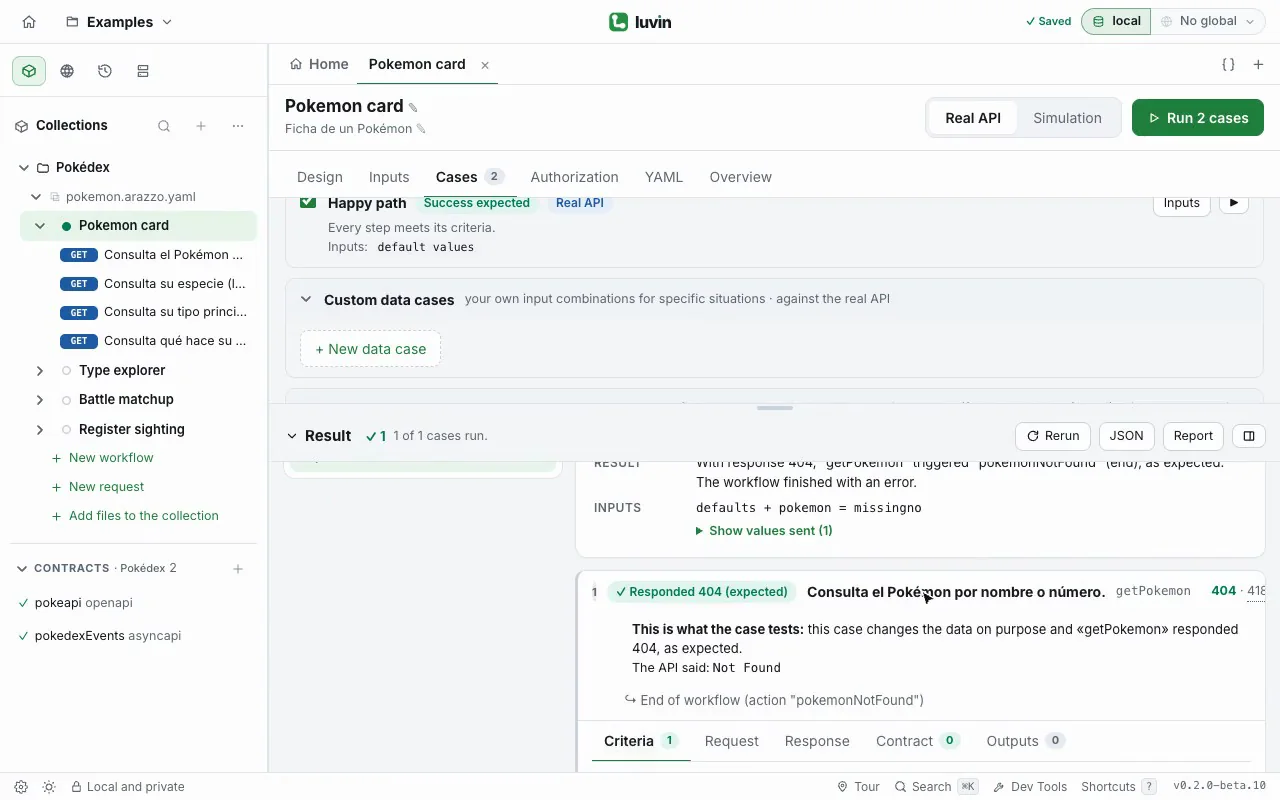 Examples
luvin
Saved
local
No global
Home
Pokemon card
Collections
Pokemon card
Ficha de un Pokémon
Real API
Simulation
Run 2 cases
Pokédex
pokemon.arazzo.yaml
Pokemon card
GET Consulta el Pokémon ...
GET Consulta su especie (l...
GET Consulta su tipo princi...
GET Consulta qué hace su ...
Type explorer
Battle matchup
Register sighting
+ New workflow
+ New request
+ Add files to the collection
CONTRACTS · Pokédex 2
pokeapi openapi
pokedexEvents asyncapi
Design
Inputs
Cases 2
Authorization
YAML
Overview
Happy path
Success expected
Real API
Inputs
Every step meets its criteria.
Inputs: default values
Custom data cases your own input combinations for specific situations · against the real API
+ New data case
Result
1
1 of 1 cases run.
Rerun
JSON
Report
RESULT
With response 404, "getPokemon" triggered "pokemonNotFound" (end), as expected.
The workflow finished with an error.
INPUTS
defaults + pokemon = missingno
Show values sent (1)
1
Responded 404 (expected)
Consulta el Pokémon por nombre o número.
getPokemon
404 · 418
This is what the case tests: this case changes the data on purpose and «getPokemon» responded
404, as expected.
The API said: Not Found
End of workflow (action "pokemonNotFound")
Criteria 1
Request
Response
Contract 0
Outputs 0
Local and private
Tour
Search ⌘K
Dev Tools
Shortcuts ?
v0.2.0-beta.10